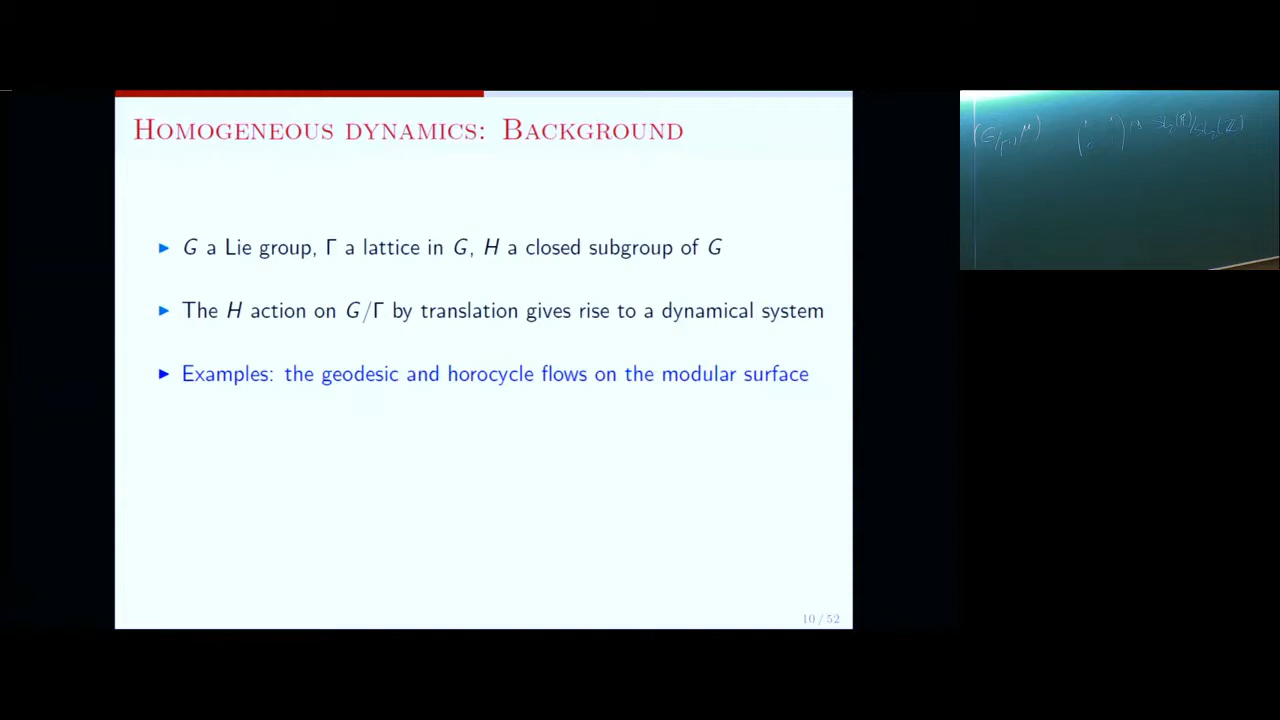 HOMOGENEOUS DYNAMICS: BACKGROUND
▶ G a Lie group, Γ a lattice in G, H a closed subgroup of G
▶ The H action on G/Γ by translation gives rise to a dynamical system
▶ Examples: the geodesic and horocycle flows on the modular surface
10 / 52